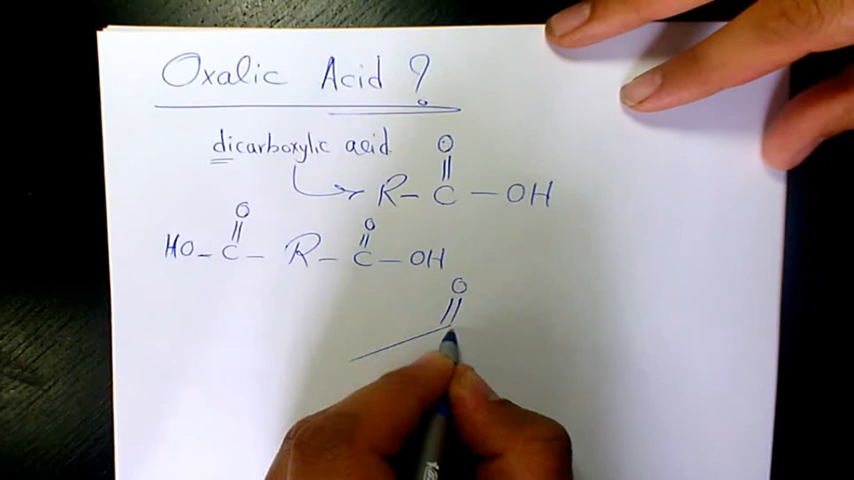 Oxalic Acid ?
dicarboxylic acid
O
||
R – C – OH
O O
|| ||
HO – C – R – C – OH
O
||